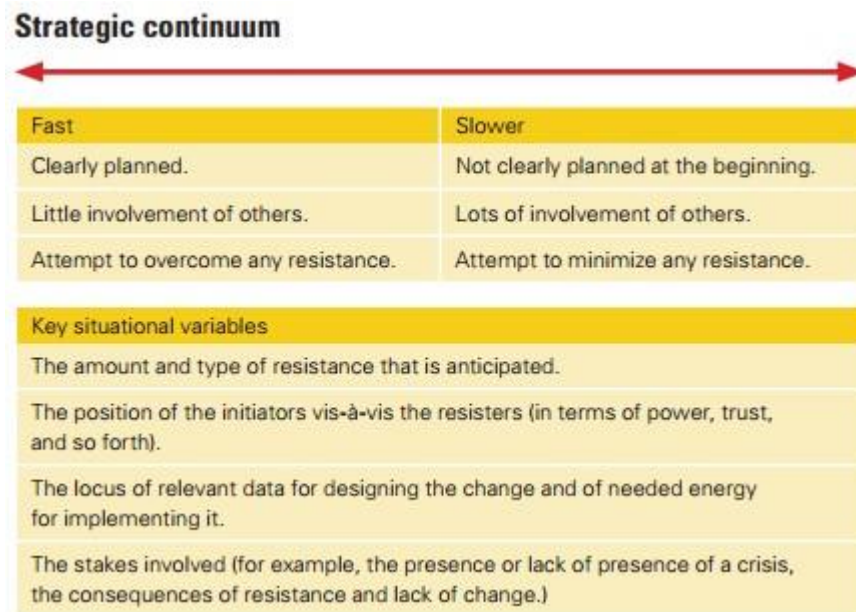 Strategic continuum
Fast
Slower
Clearly planned.
Not clearly planned at the beginning.
Little involvement of others.
Lots of involvement of others.
Attempt to overcome any resistance.
Attempt to minimize any resistance.
Key situational variables
The amount and type of resistance that is anticipated.
The position of the initiators vis-à-vis the resisters (in terms of power, trust,
and so forth).
The locus of relevant data for designing the change and of needed energy
for implementing it.
The stakes involved (for example, the presence or lack of presence of a crisis,
the consequences of resistance and lack of change.)